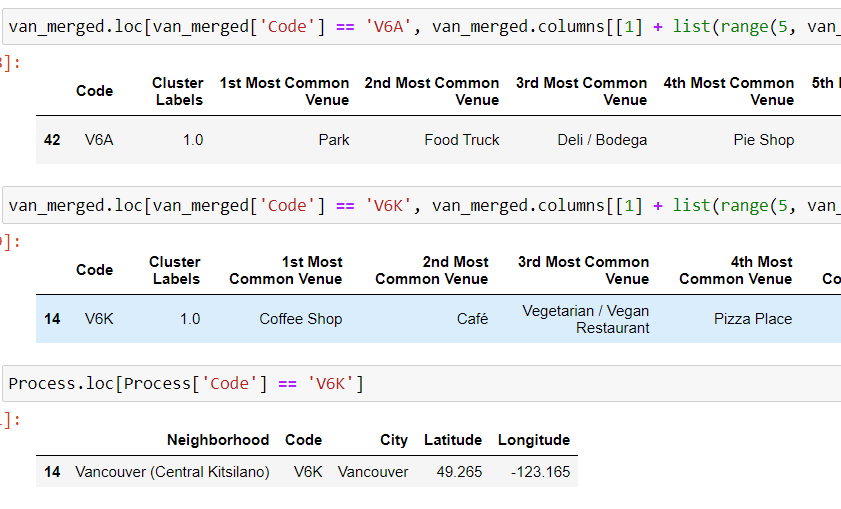 van_merged.loc[van_merged['Code'] == 'V6A', van_merged.columns[[1] + list(range(5, van_
]:
Code Cluster Labels 1st Most Common Venue 2nd Most Common Venue 3rd Most Common Venue 4th Most Common Venue 5th
42 V6A 1.0 Park Food Truck Deli / Bodega Pie Shop
van_merged.loc[van_merged['Code'] == 'V6K', van_merged.columns[[1] + list(range(5, van_
]:
Code Cluster Labels 1st Most Common Venue 2nd Most Common Venue 3rd Most Common Venue 4th Most Common Venue Co
14 V6K 1.0 Coffee Shop Café Vegetarian / Vegan Restaurant Pizza Place
Process.loc[Process['Code'] == 'V6K']
]:
Neighborhood Code City Latitude Longitude
14 Vancouver (Central Kitsilano) V6K Vancouver 49.265 -123.165